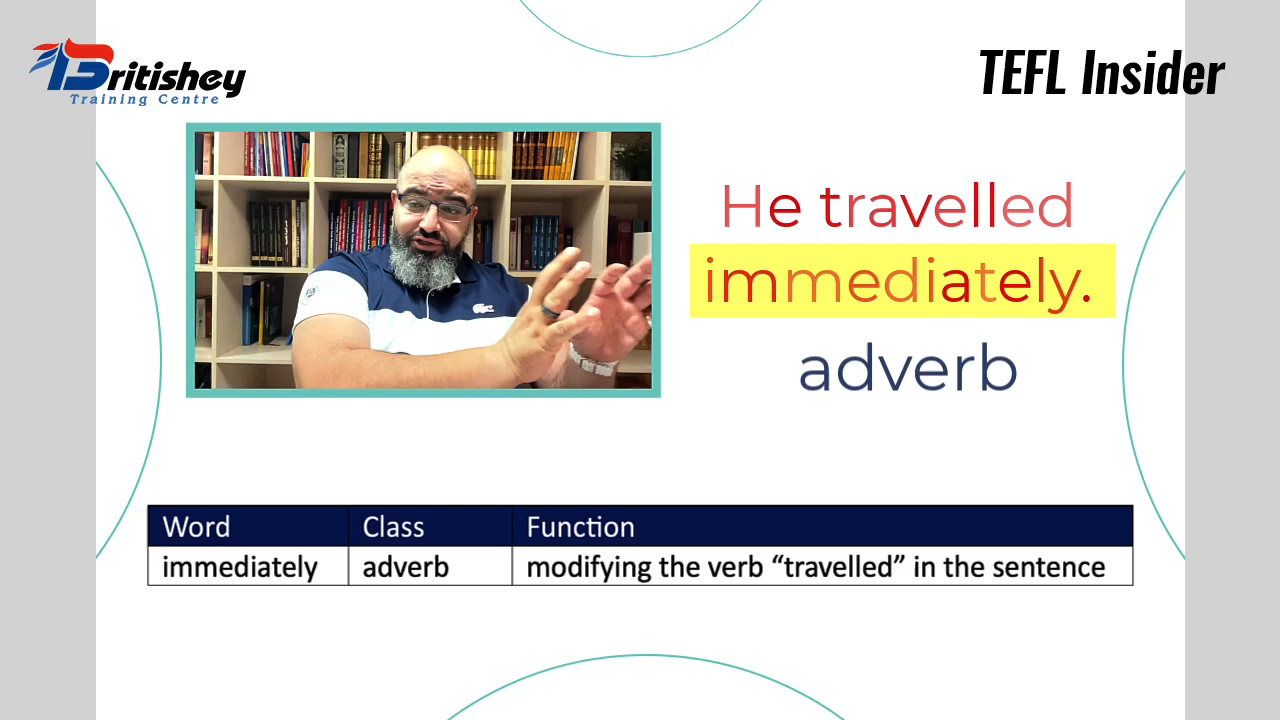 Britishey
Training Centre
TEFL Insider
He travelled
immediately.
adverb
Word Class Function
immediately adverb modifying the verb “travelled” in the sentence